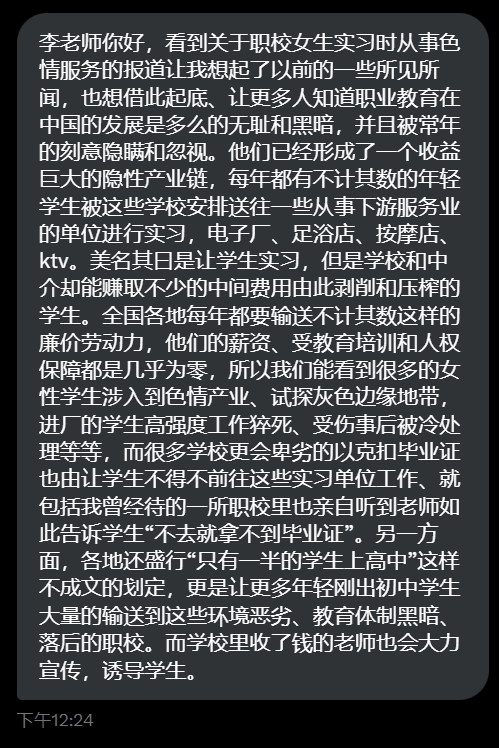 李老师你好，看到关于职校女生实习时从事色
情服务的报道让我想起了以前的一些所见所
闻，也想借此起底、让更多人知道职业教育在
中国的发展是多么的无耻和黑暗，并且被常年
的刻意隐瞒和忽视。他们已经形成了一个收益
巨大的隐性产业链，每年都有不计其数的年轻
学生被这些学校安排送往一些从事下游服务业
的单位进行实习，电子厂、足浴店、按摩店、
ktv。美名其曰是让学生实习，但是学校和中
介却能赚取不少的中间费用由此剥削和压榨的
学生。全国各地每年都要输送不计其数这样的
廉价劳动力，他们的薪资、受教育培训和人权
保障都是几乎为零，所以我们能看到很多的女
性学生涉入到色情产业、试探灰色边缘地带，
进厂的学生高强度工作猝死、受伤事后被冷处
理等等，而很多学校更会卑劣的以克扣毕业证
也由让学生不得不前往这些实习单位工作、就
包括我曾经待的一所职校里也亲自听到老师如
此告诉学生“不去就拿不到毕业证”。另一方
面，各地还盛行“只有一半的学生上高中”这样
不成文的划定，更是让更多年轻刚出初中学生
大量的输送到这些环境恶劣、教育体制黑暗、
落后的职校。而学校里收了钱的老师也会大力
宣传，诱导学生。
下午12:24